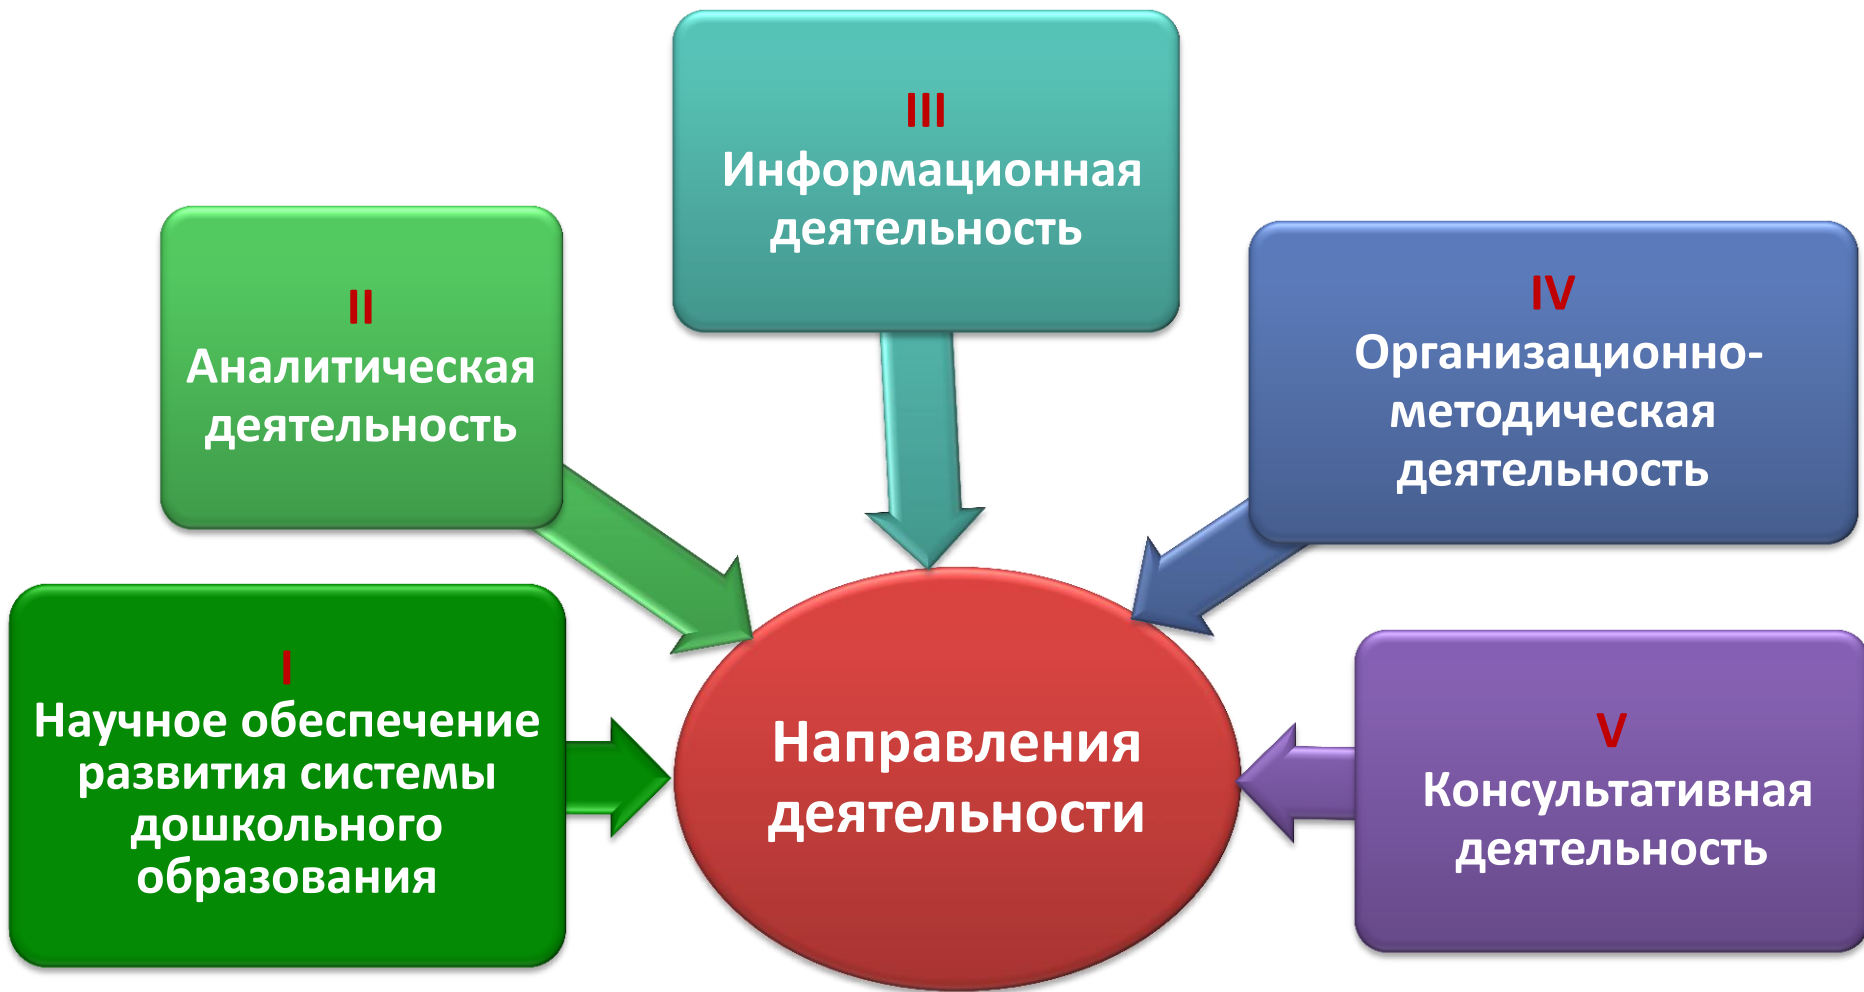 I
Научное обеспечение
развития системы
дошкольного
образования
II
Аналитическая
деятельность
III
Информационная
деятельность
IV
Организационно-
методическая
деятельность
V
Консультативная
деятельность
Направления
деятельности